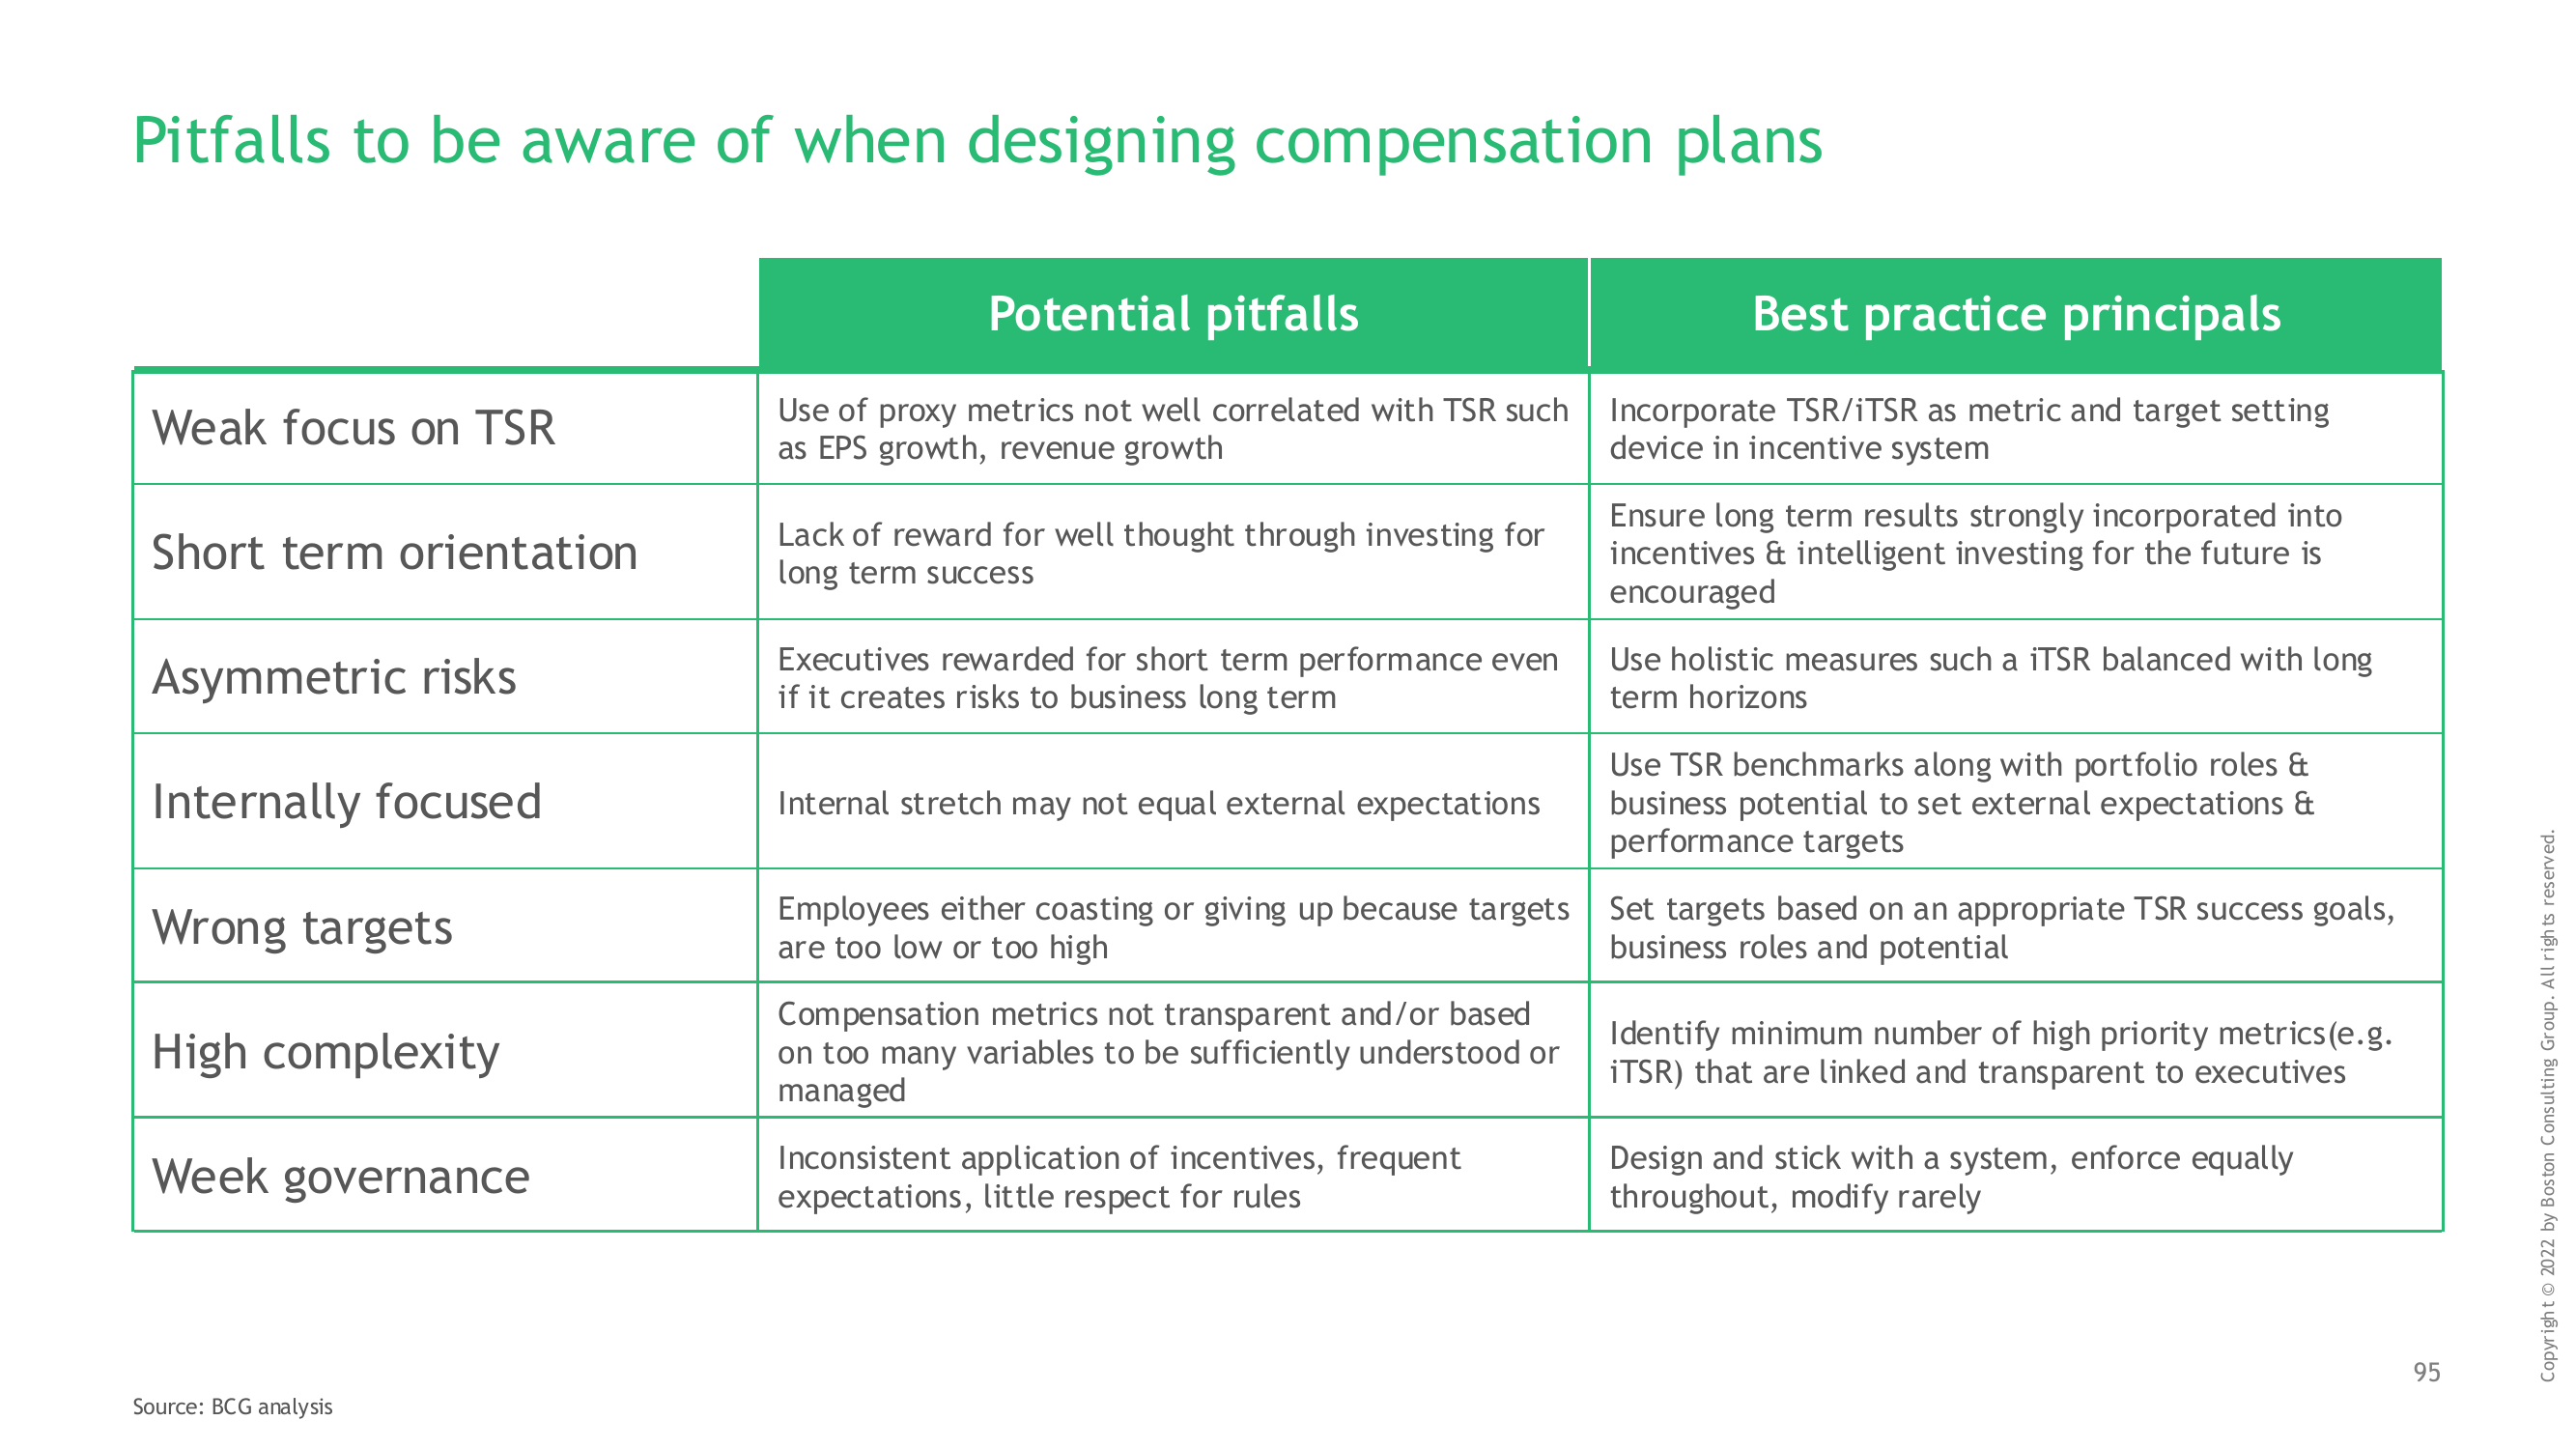 Pitfalls to be aware of when designing compensation plans
Potential pitfalls
Best practice principals
Weak focus on TSR
Use of proxy metrics not well correlated with TSR such
as EPS growth, revenue growth
Incorporate TSR/iTSR as metric and target setting
device in incentive system
Short term orientation
Lack of reward for well thought through investing for
long term success
Ensure long term results strongly incorporated into
incentives & intelligent investing for the future is
encouraged
Asymmetric risks
Executives rewarded for short term performance even
if it creates risks to business long term
Use holistic measures such a iTSR balanced with long
term horizons
Internally focused
Internal stretch may not equal external expectations
Use TSR benchmarks along with portfolio roles &
business potential to set external expectations &
performance targets
Wrong targets
Employees either coasting or giving up because targets
are too low or too high
Set targets based on an appropriate TSR success goals,
business roles and potential
High complexity
Compensation metrics not transparent and/or based
on too many variables to be sufficiently understood or
managed
Identify minimum number of high priority metrics(e.g.
iTSR) that are linked and transparent to executives
Week governance
Inconsistent application of incentives, frequent
expectations, little respect for rules
Design and stick with a system, enforce equally
throughout, modify rarely
Copyright © 2022 by Boston Consulting Group. All rights reserved.
95
Source: BCG analysis